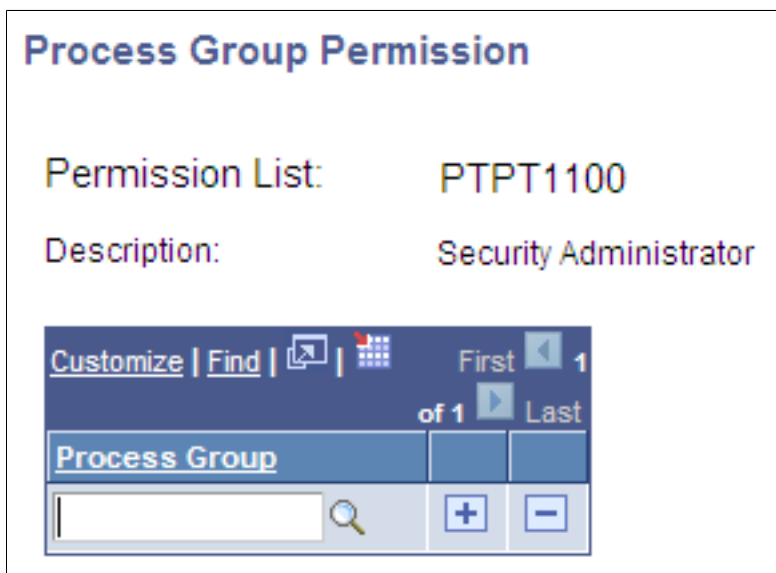 Process Group Permission
Permission List: PTPT1100
Description: Security Administrator
Customize | Find | | First 1
of 1 Last
Process Group